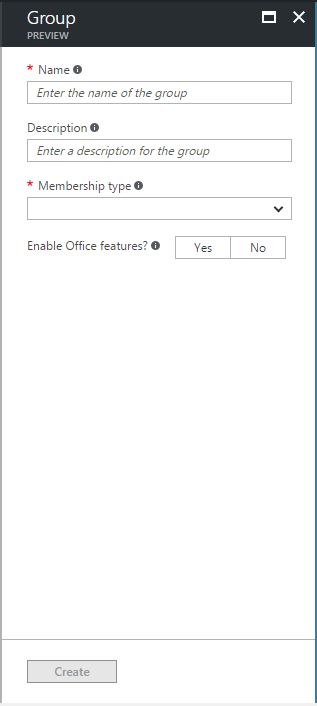 Group
PREVIEW
* Name
Enter the name of the group
Description
Enter a description for the group
* Membership type
Enable Office features? Yes No
Create